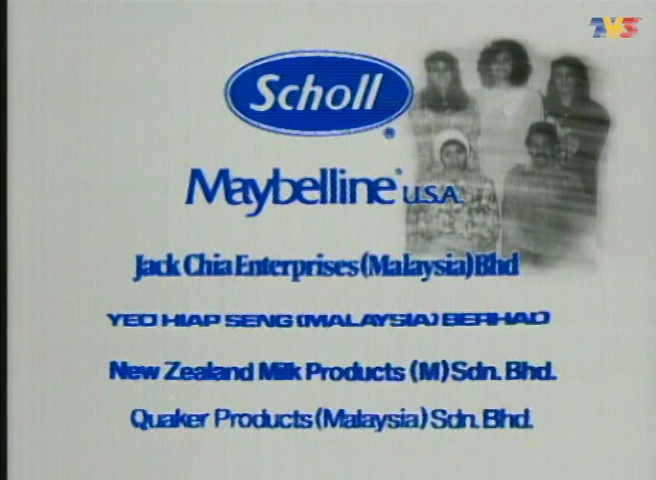 TV3
Scholl
®
Maybelline® U.S.A.
Jack Chia Enterprises (Malaysia) Bhd
YEO HIAP SENG (MALAYSIA) BERHAD
New Zealand Milk Products (M) Sdn. Bhd.
Quaker Products (Malaysia) Sdn. Bhd.